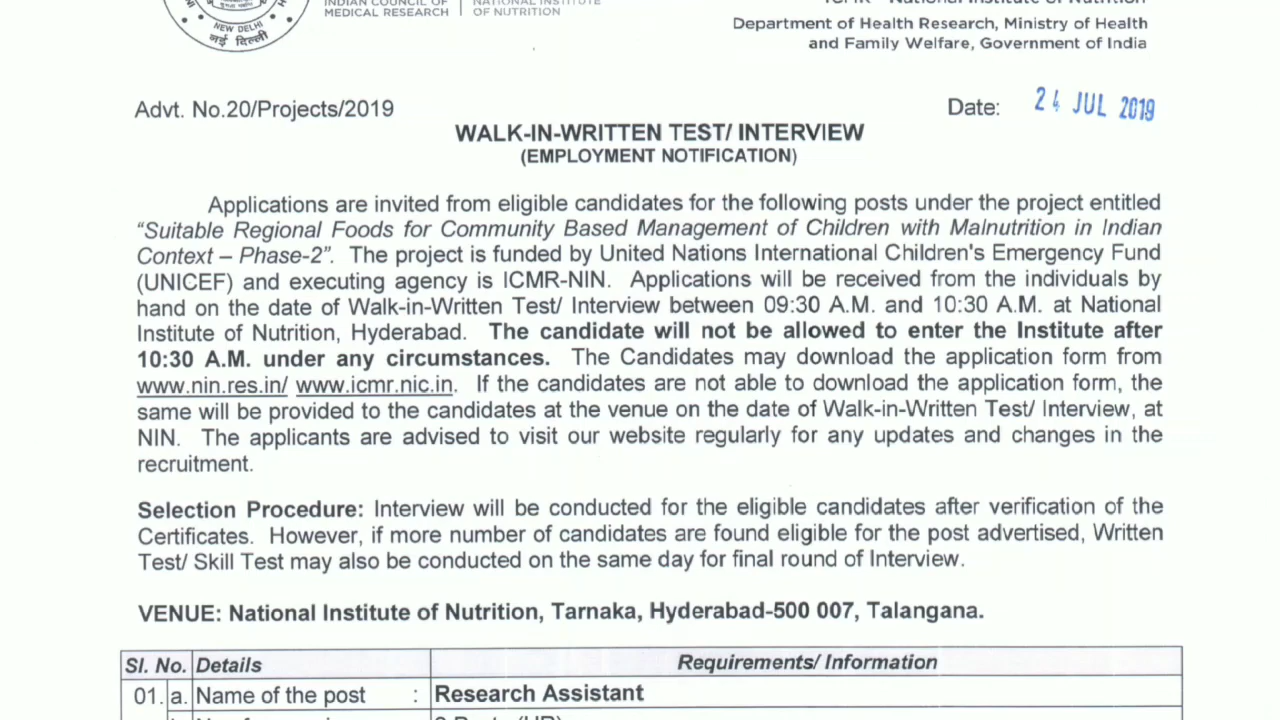 INDIAN COUNCIL OF
MEDICAL RESEARCH
NATIONAL INSTITUTE
OF NUTRITION
NEW DELHI
नई दिल्ली
Department of Health Research, Ministry of Health
and Family Welfare, Government of India
Advt. No.20/Projects/2019
Date: 24 JUL 2019
WALK-IN-WRITTEN TEST/ INTERVIEW
(EMPLOYMENT NOTIFICATION)
Applications are invited from eligible candidates for the following posts under the project entitled
“Suitable Regional Foods for Community Based Management of Children with Malnutrition in Indian
Context – Phase-2”. The project is funded by United Nations International Children's Emergency Fund
(UNICEF) and executing agency is ICMR-NIN. Applications will be received from the individuals by
hand on the date of Walk-in-Written Test/ Interview between 09:30 A.M. and 10:30 A.M. at National
Institute of Nutrition, Hyderabad. The candidate will not be allowed to enter the Institute after
10:30 A.M. under any circumstances. The Candidates may download the application form from
www.nin.res.in/ www.icmr.nic.in. If the candidates are not able to download the application form, the
same will be provided to the candidates at the venue on the date of Walk-in-Written Test/ Interview, at
NIN. The applicants are advised to visit our website regularly for any updates and changes in the
recruitment.
Selection Procedure: Interview will be conducted for the eligible candidates after verification of the
Certificates. However, if more number of candidates are found eligible for the post advertised, Written
Test/ Skill Test may also be conducted on the same day for final round of Interview.
VENUE: National Institute of Nutrition, Tarnaka, Hyderabad-500 007, Talangana.
Sl. No. Details Requirements/ Information
01. a. Name of the post : Research Assistant